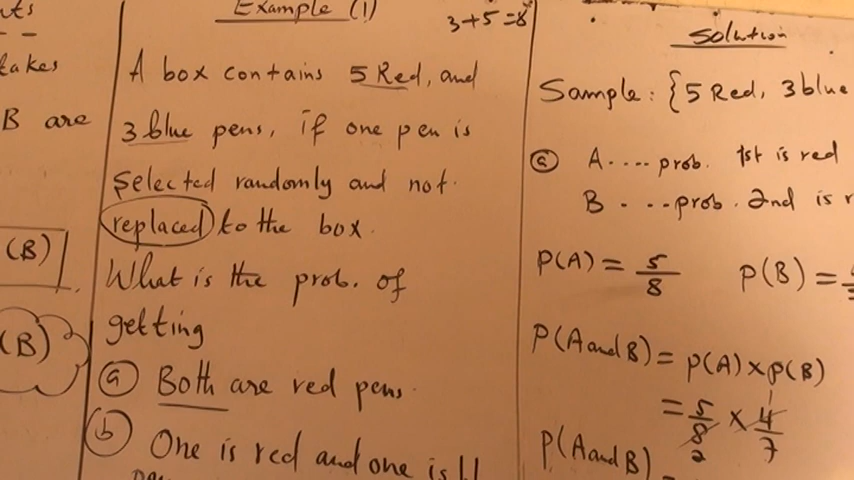 Example (1)
3+5=8
A box contains 5 Red, and
3 blue pens, if one pen is
selected randomly and not
replaced to the box.
What is the prob. of
getting
(a) Both are red pens.
(b) One is red and one is
takes
B are
(B)
(B)
Solution
Sample: {5 Red, 3 blue
(a) A .... prob. 1st is red
B . . . prob. 2nd is
P(A) = 5/8 P(B) =
P(A and B) = P(A) x P(B)
= 5/8 x 4/7
2
P(A and B)